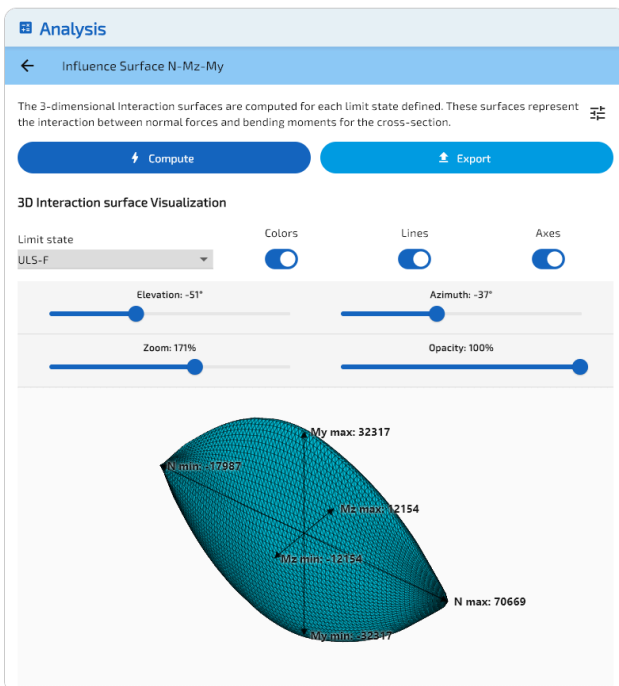 Analysis
Influence Surface N-Mz-My
The 3-dimensional Interaction surfaces are computed for each limit state defined. These surfaces represent
the interaction between normal forces and bending moments for the cross-section.
Compute
Export
3D Interaction surface Visualization
Limit state
Colors
Lines
Axes
ULS-F
Elevation: -51°
Azimuth: -37°
Zoom: 171%
Opacity: 100%
My max: 32317
N min: -17987
Mz max: 12154
Mz min: -12154
N max: 70669
My min: -32317